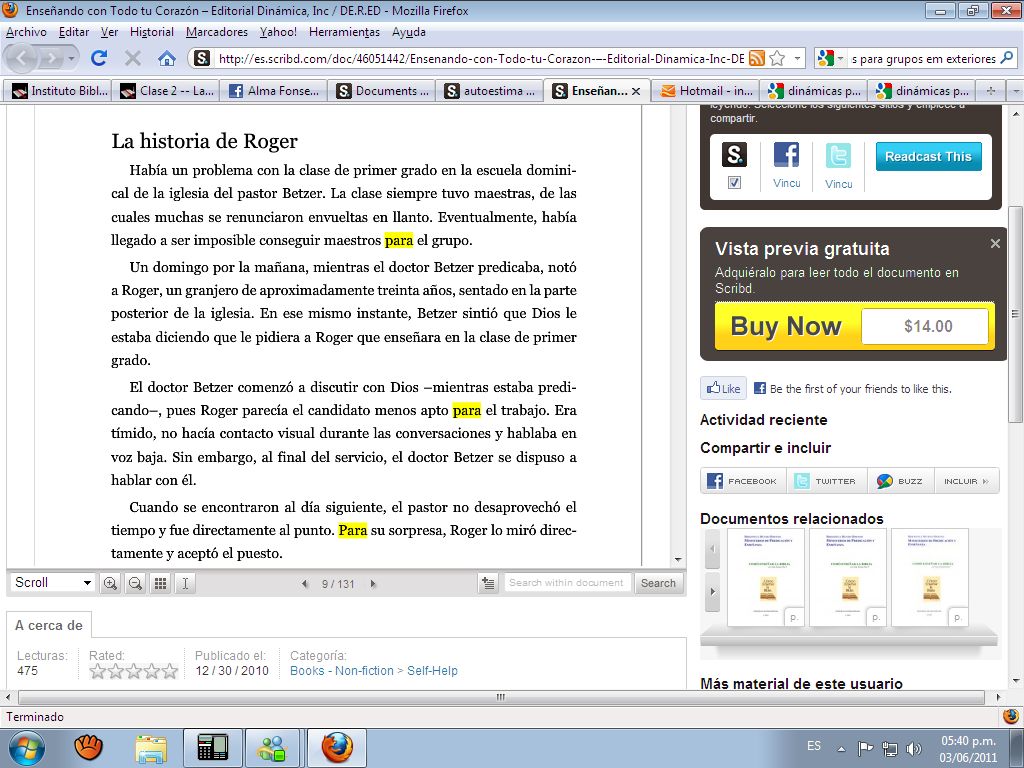 Enseñando con Todo tu Corazón – Editorial Dinámica, Inc / DE.R.ED - Mozilla Firefox
Archivo Editar Ver Historial Marcadores Yahoo! Herramientas Ayuda
http://es.scribd.com/doc/46051442/Ensenando-con-Todo-tu-Corazon-–-Editorial-Dinamica-Inc-DE
s para grupos em exteriores
Instituto Bibl... Clase 2 -- La... Alma Fonse... Documents ... autoestima ... Enseñan... Hotmail - in... dinámicas p... dinámicas p...
La historia de Roger
Había un problema con la clase de primer grado en la escuela domini-
cal de la iglesia del pastor Betzer. La clase siempre tuvo maestras, de las
cuales muchas se renunciaron envueltas en llanto. Eventualmente, había
llegado a ser imposible conseguir maestros para el grupo.
Un domingo por la mañana, mientras el doctor Betzer predicaba, notó
a Roger, un granjero de aproximadamente treinta años, sentado en la parte
posterior de la iglesia. En ese mismo instante, Betzer sintió que Dios le
estaba diciendo que le pidiera a Roger que enseñara en la clase de primer
grado.
El doctor Betzer comenzó a discutir con Dios –mientras estaba predi-
cando–, pues Roger parecía el candidato menos apto para el trabajo. Era
tímido, no hacía contacto visual durante las conversaciones y hablaba en
voz baja. Sin embargo, al final del servicio, el doctor Betzer se dispuso a
hablar con él.
Cuando se encontraron al día siguiente, el pastor no desaprovechó el
tiempo y fue directamente al punto. Para su sorpresa, Roger lo miró direc-
tamente y aceptó el puesto.
Scroll 9 / 131 Search within document Search
A cerca de
Lecturas: Rated: Publicado el: Categoría:
475 12 / 30 / 2010 Books - Non-fiction > Self-Help
leyendo. Seleccione los siguientes sitios y empiece a
compartir.
Readcast This
Vincu Vincu
Vista previa gratuita
Adquiéralo para leer todo el documento en
Scribd.
Buy Now $14.00
Like Be the first of your friends to like this.
Actividad reciente
Compartir e incluir
FACEBOOK TWITTER BUZZ INCLUIR »
Documentos relacionados
p. p. p.
Más material de este usuario
Terminado
ES
05:40 p.m.
03/06/2011